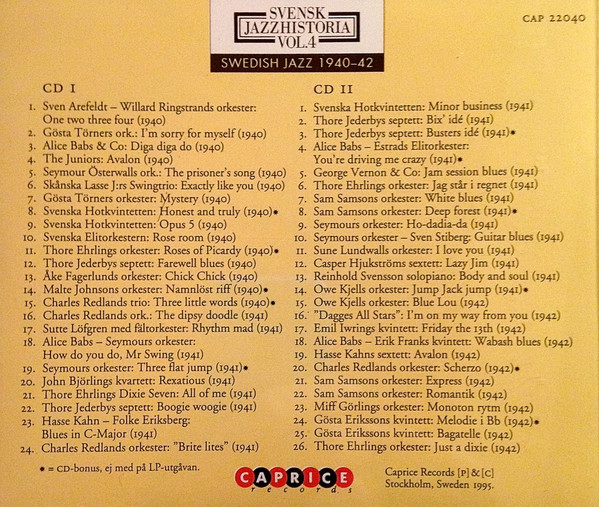 SVENSK
JAZZHISTORIA
VOL.4
SWEDISH JAZZ 1940–42
CAP 22040
CD I
1. Sven Arefeldt – Willard Ringstrands orkester:
One two three four (1940)
2. Gösta Törners ork.: I'm sorry for myself (1940)
3. Alice Babs & Co: Diga diga do (1940)
4. The Juniors: Avalon (1940)
5. Seymour Österwalls ork.: The prisoner's song (1940)
6. Skånska Lasse J:rs Swingtrio: Exactly like you (1940)
7. Gösta Törners orkester: Mystery (1940)
8. Svenska Hotkvintetten: Honest and truly (1940)•
9. Svenska Hotkvintetten: Opus 5 (1940)
10. Svenska Elitorkestern: Rose room (1940)
11. Thore Ehrlings orkester: Roses of Picardy (1940)•
12. Thore Jederbys septett: Farewell blues (1940)
13. Åke Fagerlunds orkester: Chick Chick (1940)
14. Malte Johnsons orkester: Namnlöst riff (1940)•
15. Charles Redlands trio: Three little words (1940)•
16. Charles Redlands ork.: The dipsy doodle (1941)
17. Sutte Löfgren med fältorkester: Rhythm mad (1941)
18. Alice Babs – Seymours orkester:
How do you do, Mr Swing (1941)
19. Seymours orkester: Three flat jump (1941)•
20. John Björlings kvartett: Rexatious (1941)
21. Thore Ehrlings Dixie Seven: All of me (1941)
22. Thore Jederbys septett: Boogie woogie (1941)
23. Hasse Kahn – Folke Eriksberg:
Blues in C-Major (1941)
24. Charles Redlands orkester: "Brite lites" (1941)
• = CD-bonus, ej med på LP-utgåvan.
CD II
1. Svenska Hotkvintetten: Minor business (1941)
2. Thore Jederbys septett: Bix' idé (1941)
3. Thore Jederbys septett: Busters idé (1941)•
4. Alice Babs – Estrads Elitorkester:
You're driving me crazy (1941)•
5. George Vernon & Co: Jam session blues (1941)
6. Thore Ehrlings orkester: Jag står i regnet (1941)
7. Sam Samsons orkester: White blues (1941)
8. Sam Samsons orkester: Deep forest (1941)•
9. Seymours orkester: Ho-dadia-da (1941)
10. Seymours orkester – Sven Stiberg: Guitar blues (1941)
11. Sune Lundwalls orkester: I love you (1941)
12. Casper Hjukströms sextett: Lazy Jim (1941)
13. Reinhold Svensson solopiano: Body and soul (1941)
14. Owe Kjells orkester: Jump Jack jump (1941)•
15. Owe Kjells orkester: Blue Lou (1942)
16. "Dagges All Stars": I'm on my way from you (1942)
17. Emil Iwrings kvintett: Friday the 13th (1942)
18. Alice Babs – Erik Franks kvintett: Wabash blues (1942)
19. Hasse Kahns sextett: Avalon (1942)
20. Charles Redlands orkester: Scherzo (1942)•
21. Sam Samsons orkester: Express (1942)
22. Sam Samsons orkester: Romantik (1942)
23. Miff Görlings orkester: Monoton rytm (1942)
24. Gösta Erikssons kvintett: Melodie i Bb (1942)•
25. Gösta Erikssons kvintett: Bagatelle (1942)
26. Thore Ehrlings orkester: Just a dixie (1942)
CAPRICE
records
Caprice Records [P] & [C]
Stockholm, Sweden 1995.